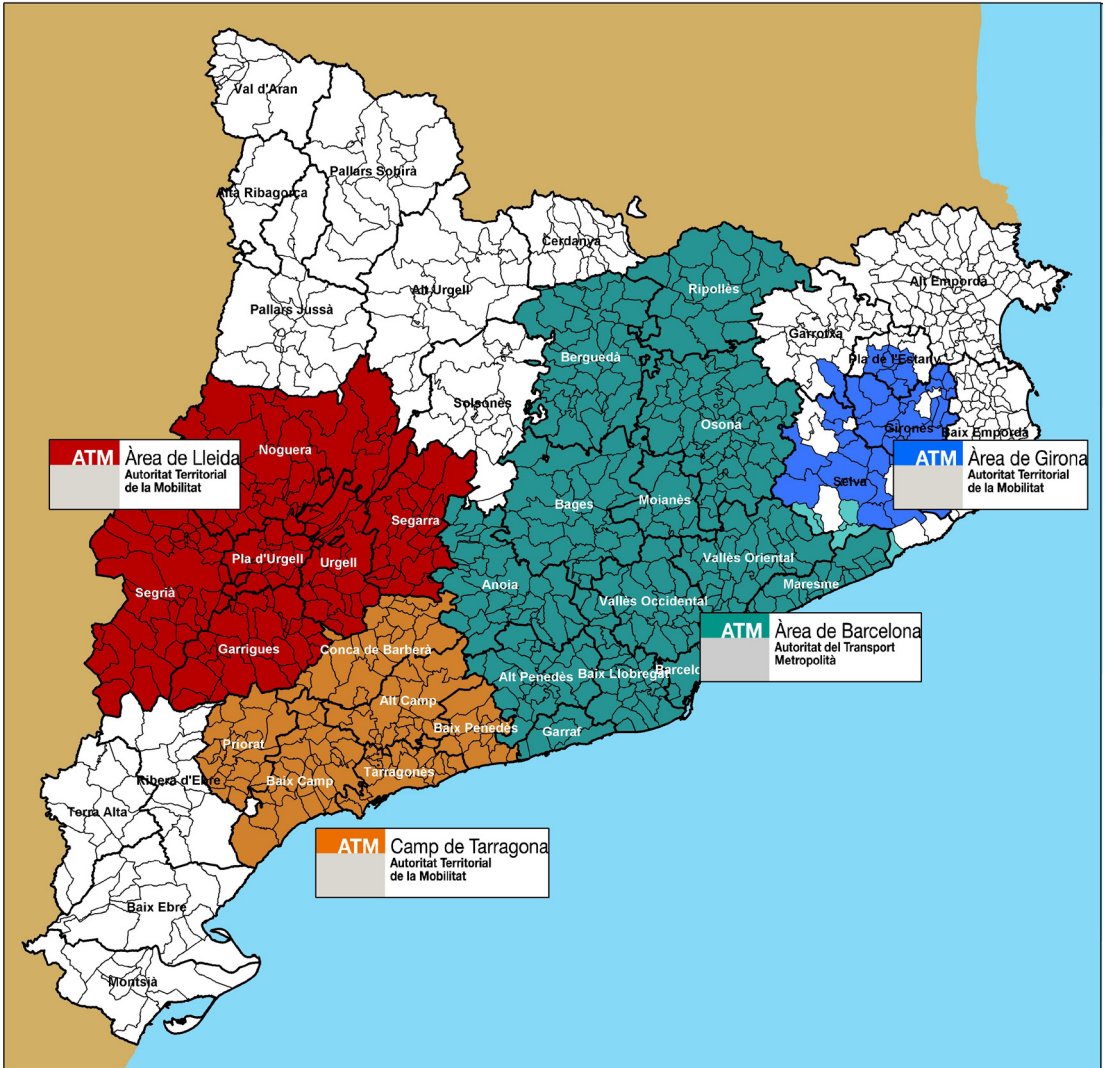 Val d'Aran
Pallars Sobirà
Alta Ribagorça
Cerdanya
Ripollès
Alt Empordà
Alt Urgell
Pallars Jussà
Garrotxa
Berguedà
Pla de l'Estany
Solsonès
Osona
Gironès
Baix Empordà
Noguera
ATM Àrea de Lleida
Autoritat Territorial
de la Mobilitat
ATM Àrea de Girona
Autoritat Territorial
de la Mobilitat
Selva
Bages
Moianès
Segarra
Pla d'Urgell
Urgell
Vallès Oriental
Anoia
Maresme
Segrià
Vallès Occidental
ATM Àrea de Barcelona
Autoritat del Transport
Metropolità
Garrigues
Conca de Barberà
Alt Penedès
Baix Llobregat
Barcelo
Alt Camp
Baix Penedès
Garraf
Priorat
Tarragonès
Baix Camp
Ribera d'Ebre
Terra Alta
ATM Camp de Tarragona
Autoritat Territorial
de la Mobilitat
Baix Ebre
Montsià